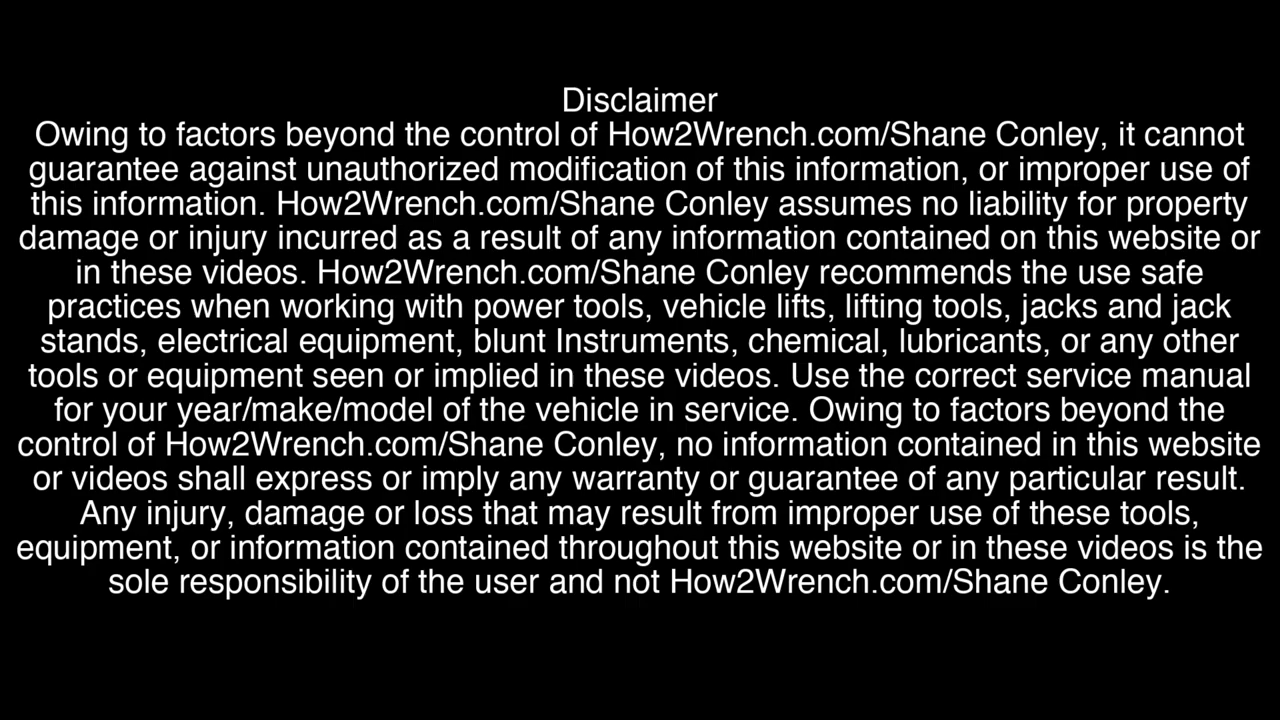 Disclaimer
Owing to factors beyond the control of How2Wrench.com/Shane Conley, it cannot
guarantee against unauthorized modification of this information, or improper use of
this information. How2Wrench.com/Shane Conley assumes no liability for property
damage or injury incurred as a result of any information contained on this website or
in these videos. How2Wrench.com/Shane Conley recommends the use safe
practices when working with power tools, vehicle lifts, lifting tools, jacks and jack
stands, electrical equipment, blunt Instruments, chemical, lubricants, or any other
tools or equipment seen or implied in these videos. Use the correct service manual
for your year/make/model of the vehicle in service. Owing to factors beyond the
control of How2Wrench.com/Shane Conley, no information contained in this website
or videos shall express or imply any warranty or guarantee of any particular result.
Any injury, damage or loss that may result from improper use of these tools,
equipment, or information contained throughout this website or in these videos is the
sole responsibility of the user and not How2Wrench.com/Shane Conley.